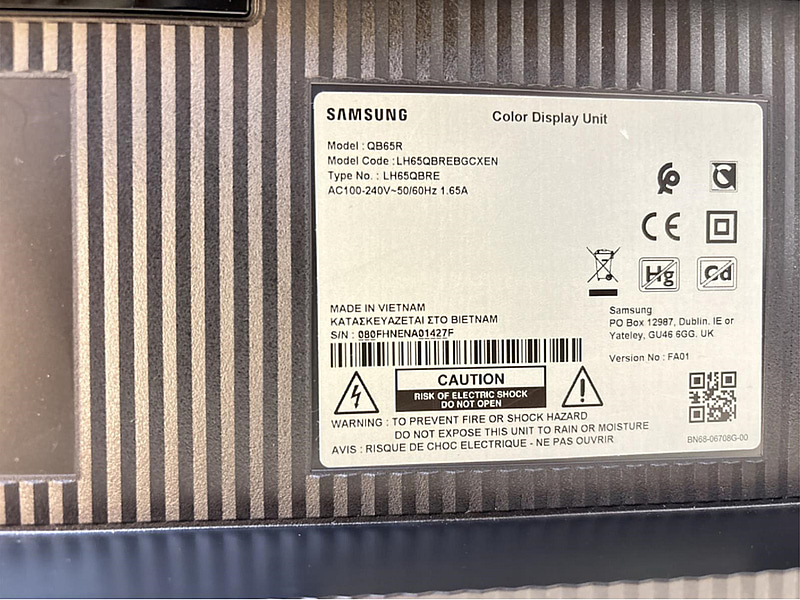 SAMSUNG
Color Display Unit
Model : QB65R
Model Code : LH65QBREBGCXEN
Type No. : LH65QBRE
AC100-240V~50/60Hz 1.65A
CE
Hg
Cd
MADE IN VIETNAM
ΚΑΤΑΣΚΕΥΑΖΕΤΑΙ ΣΤΟ ΒΙΕΤΝΑΜ
S/N : 080FHNENA01427F
Samsung
PO Box 12987, Dublin. IE or
Yateley, GU46 6GG. UK
Version No : FA01
CAUTION
RISK OF ELECTRIC SHOCK
DO NOT OPEN
WARNING : TO PREVENT FIRE OR SHOCK HAZARD
DO NOT EXPOSE THIS UNIT TO RAIN OR MOISTURE
AVIS : RISQUE DE CHOC ELECTRIQUE - NE PAS OUVRIR
BN68-06708G-00